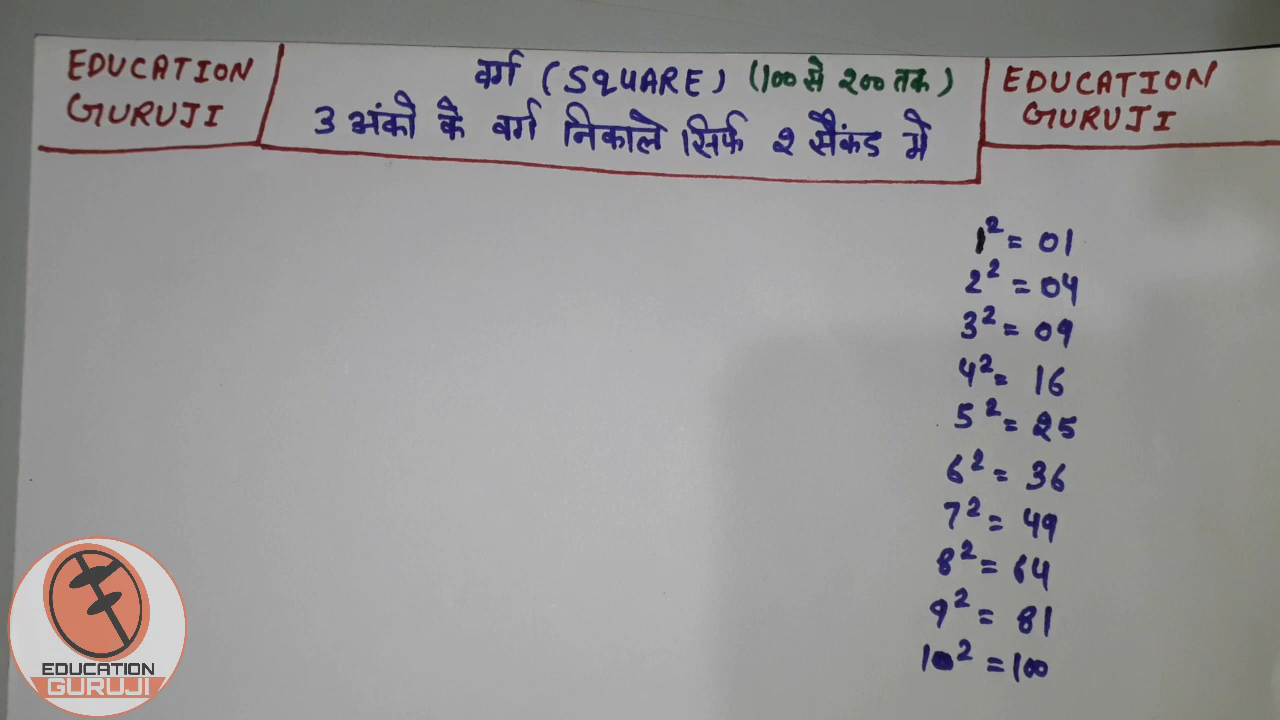 EDUCATION
GURUJI
वर्ग (SQUARE) (100 से 200 तक)
3 अंको के वर्ग निकाले सिर्फ 2 सैंकड में
EDUCATION
GURUJI
1² = 01
2² = 04
3² = 09
4² = 16
5² = 25
6² = 36
7² = 49
8² = 64
9² = 81
10² = 100
EDUCATION
GURUJI